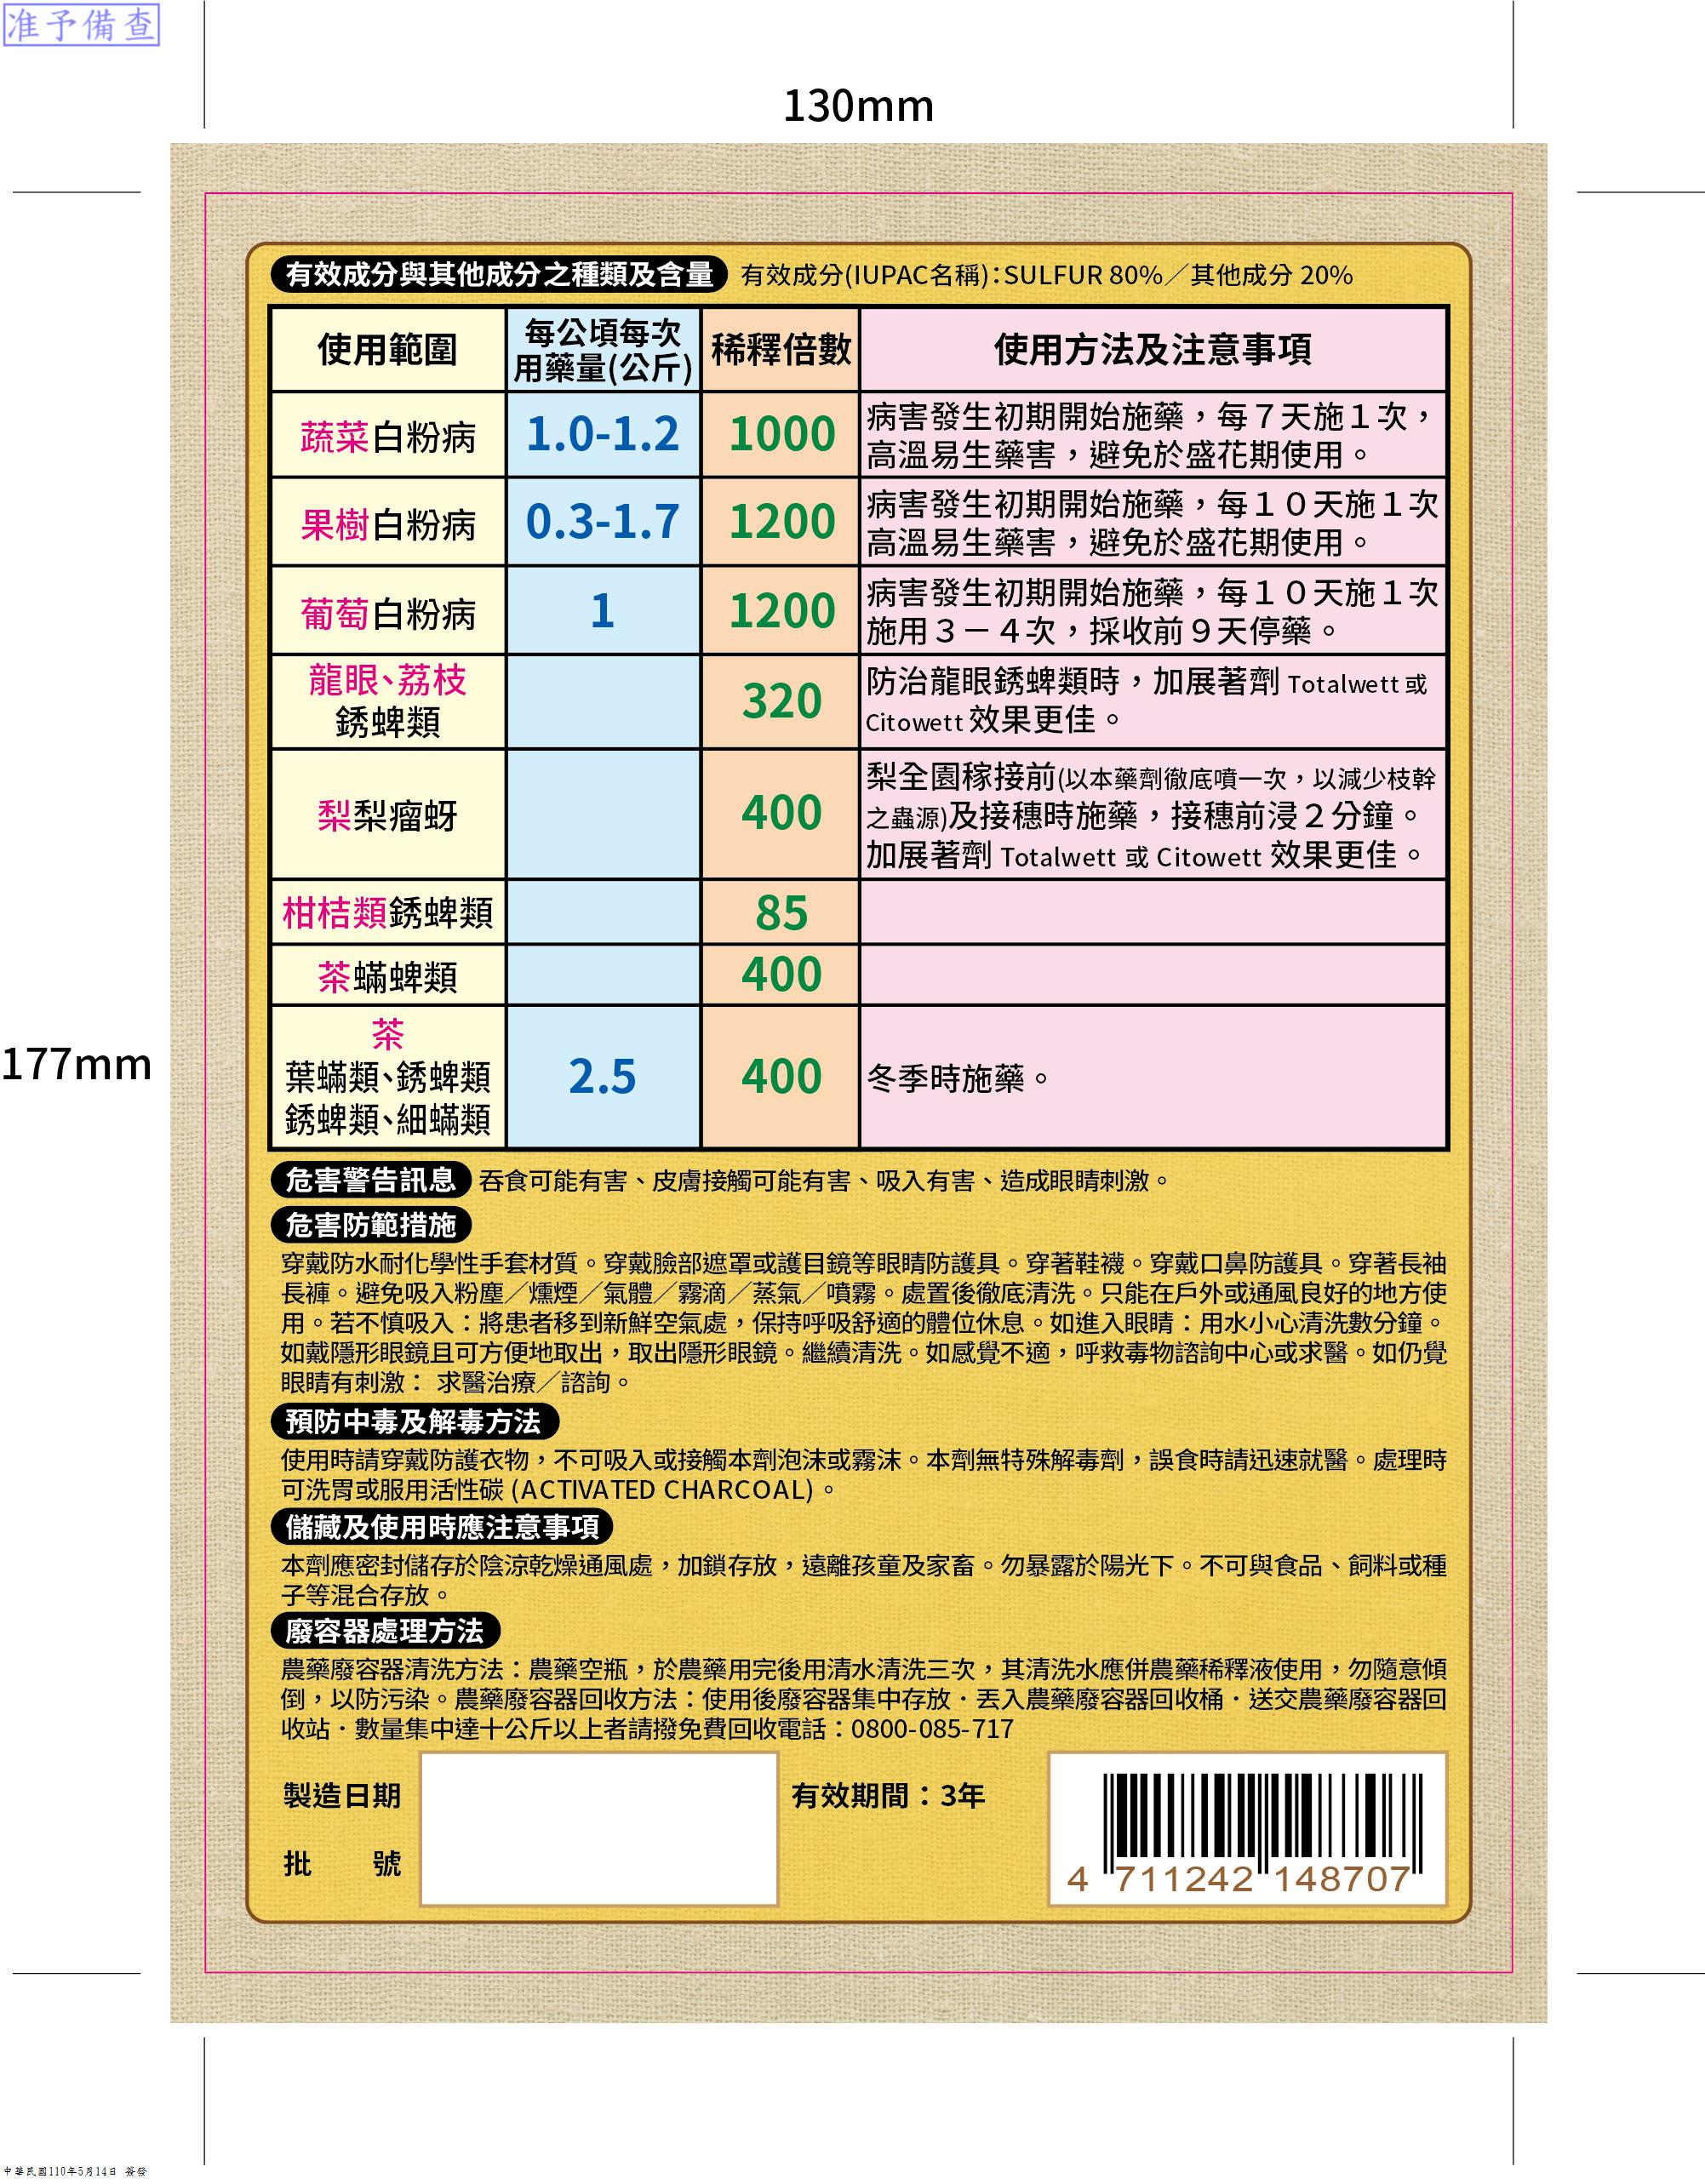 准予備查
130mm
有效成分與其他成分之種類及含量 有效成分(IUPAC名稱):SULFUR 80%／其他成分 20%
使用範圍 每公頃每次 用藥量(公斤) 稀釋倍數 使用方法及注意事項
蔬菜白粉病 1.0-1.2 1000 病害發生初期開始施藥，每７天施１次，
高溫易生藥害，避免於盛花期使用。
果樹白粉病 0.3-1.7 1200 病害發生初期開始施藥，每１０天施１次
高溫易生藥害，避免於盛花期使用。
葡萄白粉病 1 1200 病害發生初期開始施藥，每１０天施１次
施用３－４次，採收前９天停藥。
龍眼、荔枝
銹蜱類 320 防治龍眼銹蜱類時，加展著劑 Totalwett 或
Citowett 效果更佳。
梨梨瘤蚜 400 梨全園稼接前(以本藥劑徹底噴一次，以減少枝幹
之蟲源)及接穗時施藥，接穗前浸２分鐘。
加展著劑 Totalwett 或 Citowett 效果更佳。
柑桔類銹蜱類 85
茶蟎蜱類 400
茶
葉蟎類、銹蜱類
銹蜱類、細蟎類 2.5 400 冬季時施藥。
177mm
危害警告訊息 吞食可能有害、皮膚接觸可能有害、吸入有害、造成眼睛刺激。
危害防範措施
穿戴防水耐化學性手套材質。穿戴臉部遮罩或護目鏡等眼睛防護具。穿著鞋襪。穿戴口鼻防護具。穿著長袖
長褲。避免吸入粉塵／燻煙／氣體／霧滴／蒸氣／噴霧。處置後徹底清洗。只能在戶外或通風良好的地方使
用。若不慎吸入：將患者移到新鮮空氣處，保持呼吸舒適的體位休息。如進入眼睛：用水小心清洗數分鐘。
如戴隱形眼鏡且可方便地取出，取出隱形眼鏡。繼續清洗。如感覺不適，呼救毒物諮詢中心或求醫。如仍覺
眼睛有刺激： 求醫治療／諮詢。
預防中毒及解毒方法
使用時請穿戴防護衣物，不可吸入或接觸本劑泡沫或霧沫。本劑無特殊解毒劑，誤食時請迅速就醫。處理時
可洗胃或服用活性碳 (ACTIVATED CHARCOAL)。
儲藏及使用時應注意事項
本劑應密封儲存於陰涼乾燥通風處，加鎖存放，遠離孩童及家畜。勿暴露於陽光下。不可與食品、飼料或種
子等混合存放。
廢容器處理方法
農藥廢容器清洗方法：農藥空瓶，於農藥用完後用清水清洗三次，其清洗水應併農藥稀釋液使用，勿隨意傾
倒，以防污染。農藥廢容器回收方法：使用後廢容器集中存放．丟入農藥廢容器回收桶．送交農藥廢容器回
收站．數量集中達十公斤以上者請撥免費回收電話：0800-085-717
製造日期 有效期間：3年
批　　號
4 711242 148707
中華民國110年5月14日 簽發